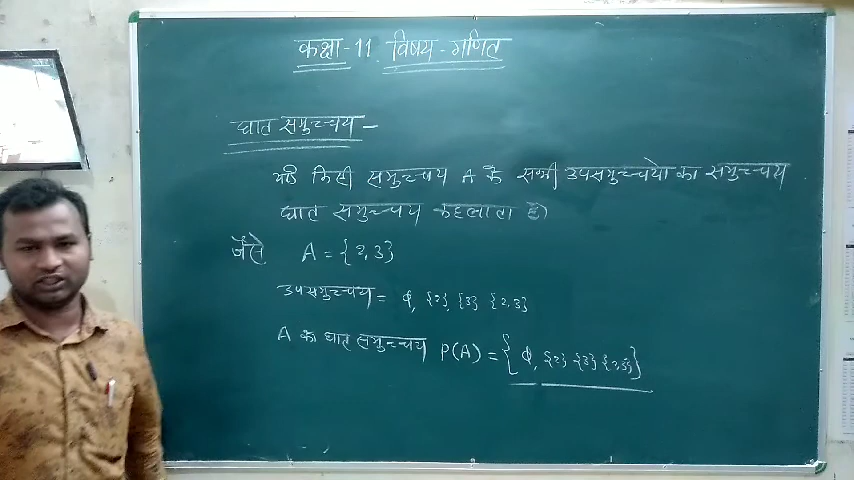 कक्षा-11 विषय-गणित
घात समुच्चय -
यदि किसी समुच्चय A के सभी उपसमुच्चयो का समुच्चय
घात समुच्चय कहलाता है।
जैसे A = {2,3}
उपसमुच्चय = φ, {2}, {3} {2,3}
A का घात समुच्चय P(A) = {φ, {2} {3} {2,3}}